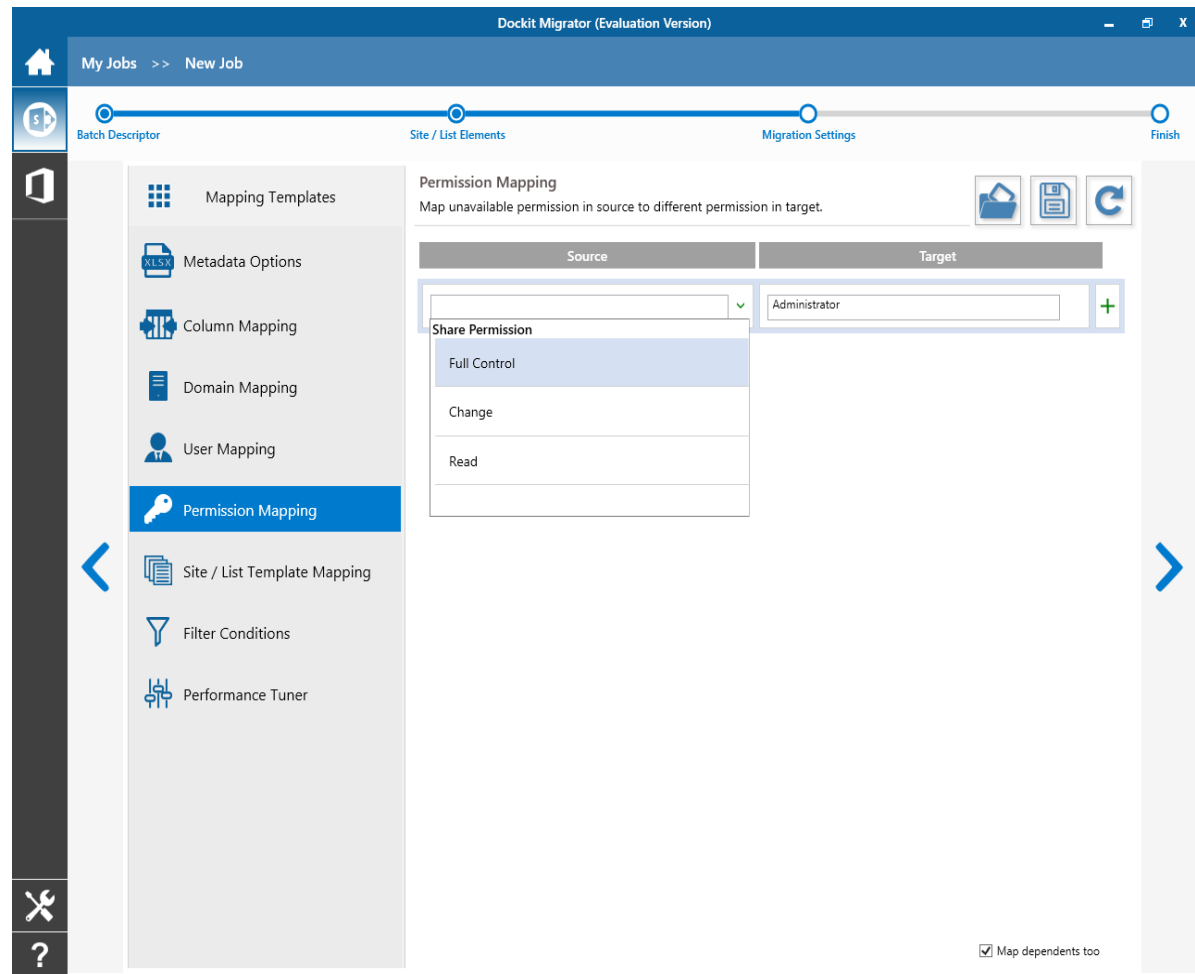 Dockit Migrator (Evaluation Version)
My Jobs >> New Job
Batch Descriptor
Site / List Elements
Migration Settings
Finish
Mapping Templates
XLSX
Metadata Options
Column Mapping
Domain Mapping
User Mapping
Permission Mapping
Site / List Template Mapping
Filter Conditions
Performance Tuner
Permission Mapping
Map unavailable permission in source to different permission in target.
Source
Target
Administrator
Share Permission
Full Control
Change
Read
Map dependents too